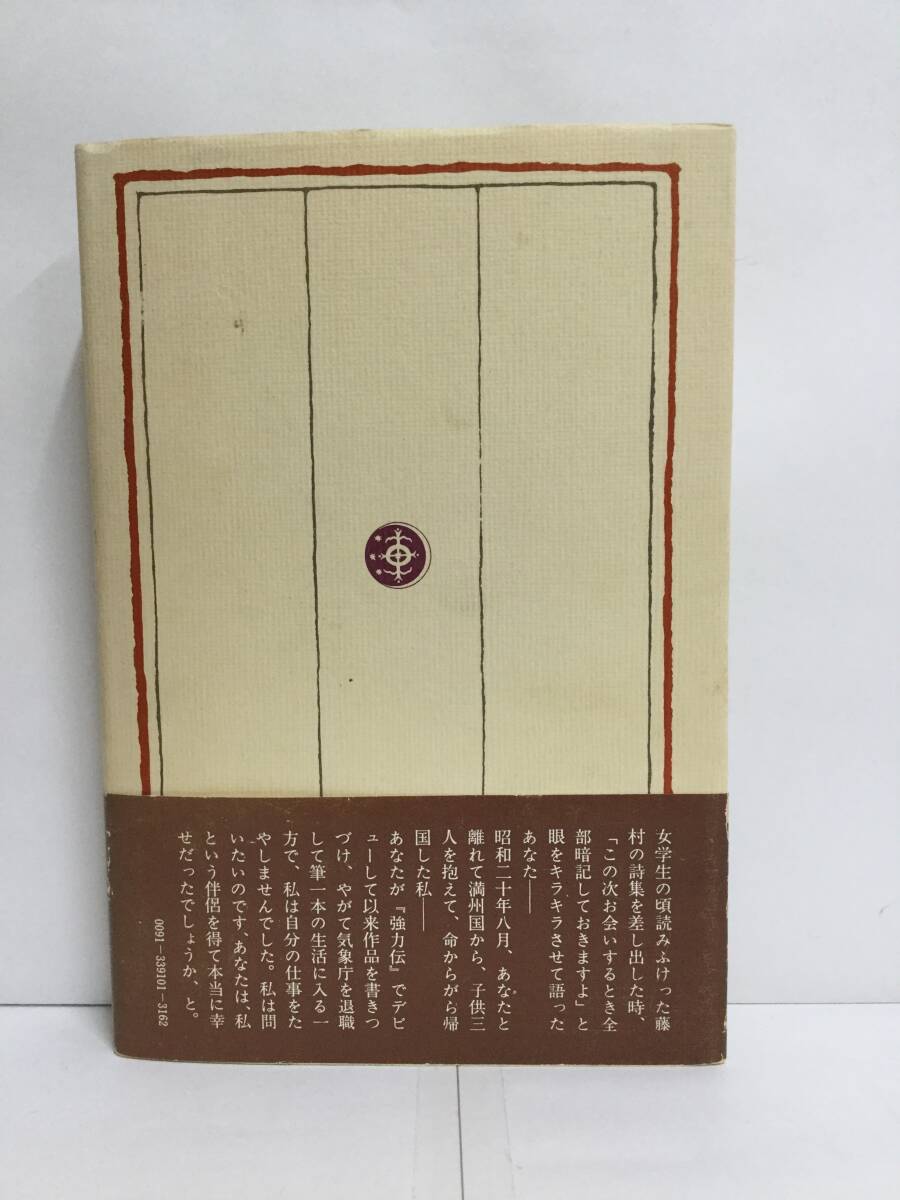 女学生の頃読みふけった藤
村の詩集を差し出した時、
「この次お会いするとき全
部暗記しておきますよ」と
眼をキラキラさせて語った
あなた――
昭和二十年八月、あなたと
離れて満州国から、子供三
人を抱えて、命からがら帰
国した私――
あなたが『強力伝』でデビ
ューして以来作品を書きつ
づけ、やがて気象庁を退職
して筆一本の生活に入る一
方で、私は自分の仕事をた
やしませんでした。私は問
いたいのです、あなたは、私
という伴侶を得て本当に幸
せだったでしょうか、と。
0091―339101―3162